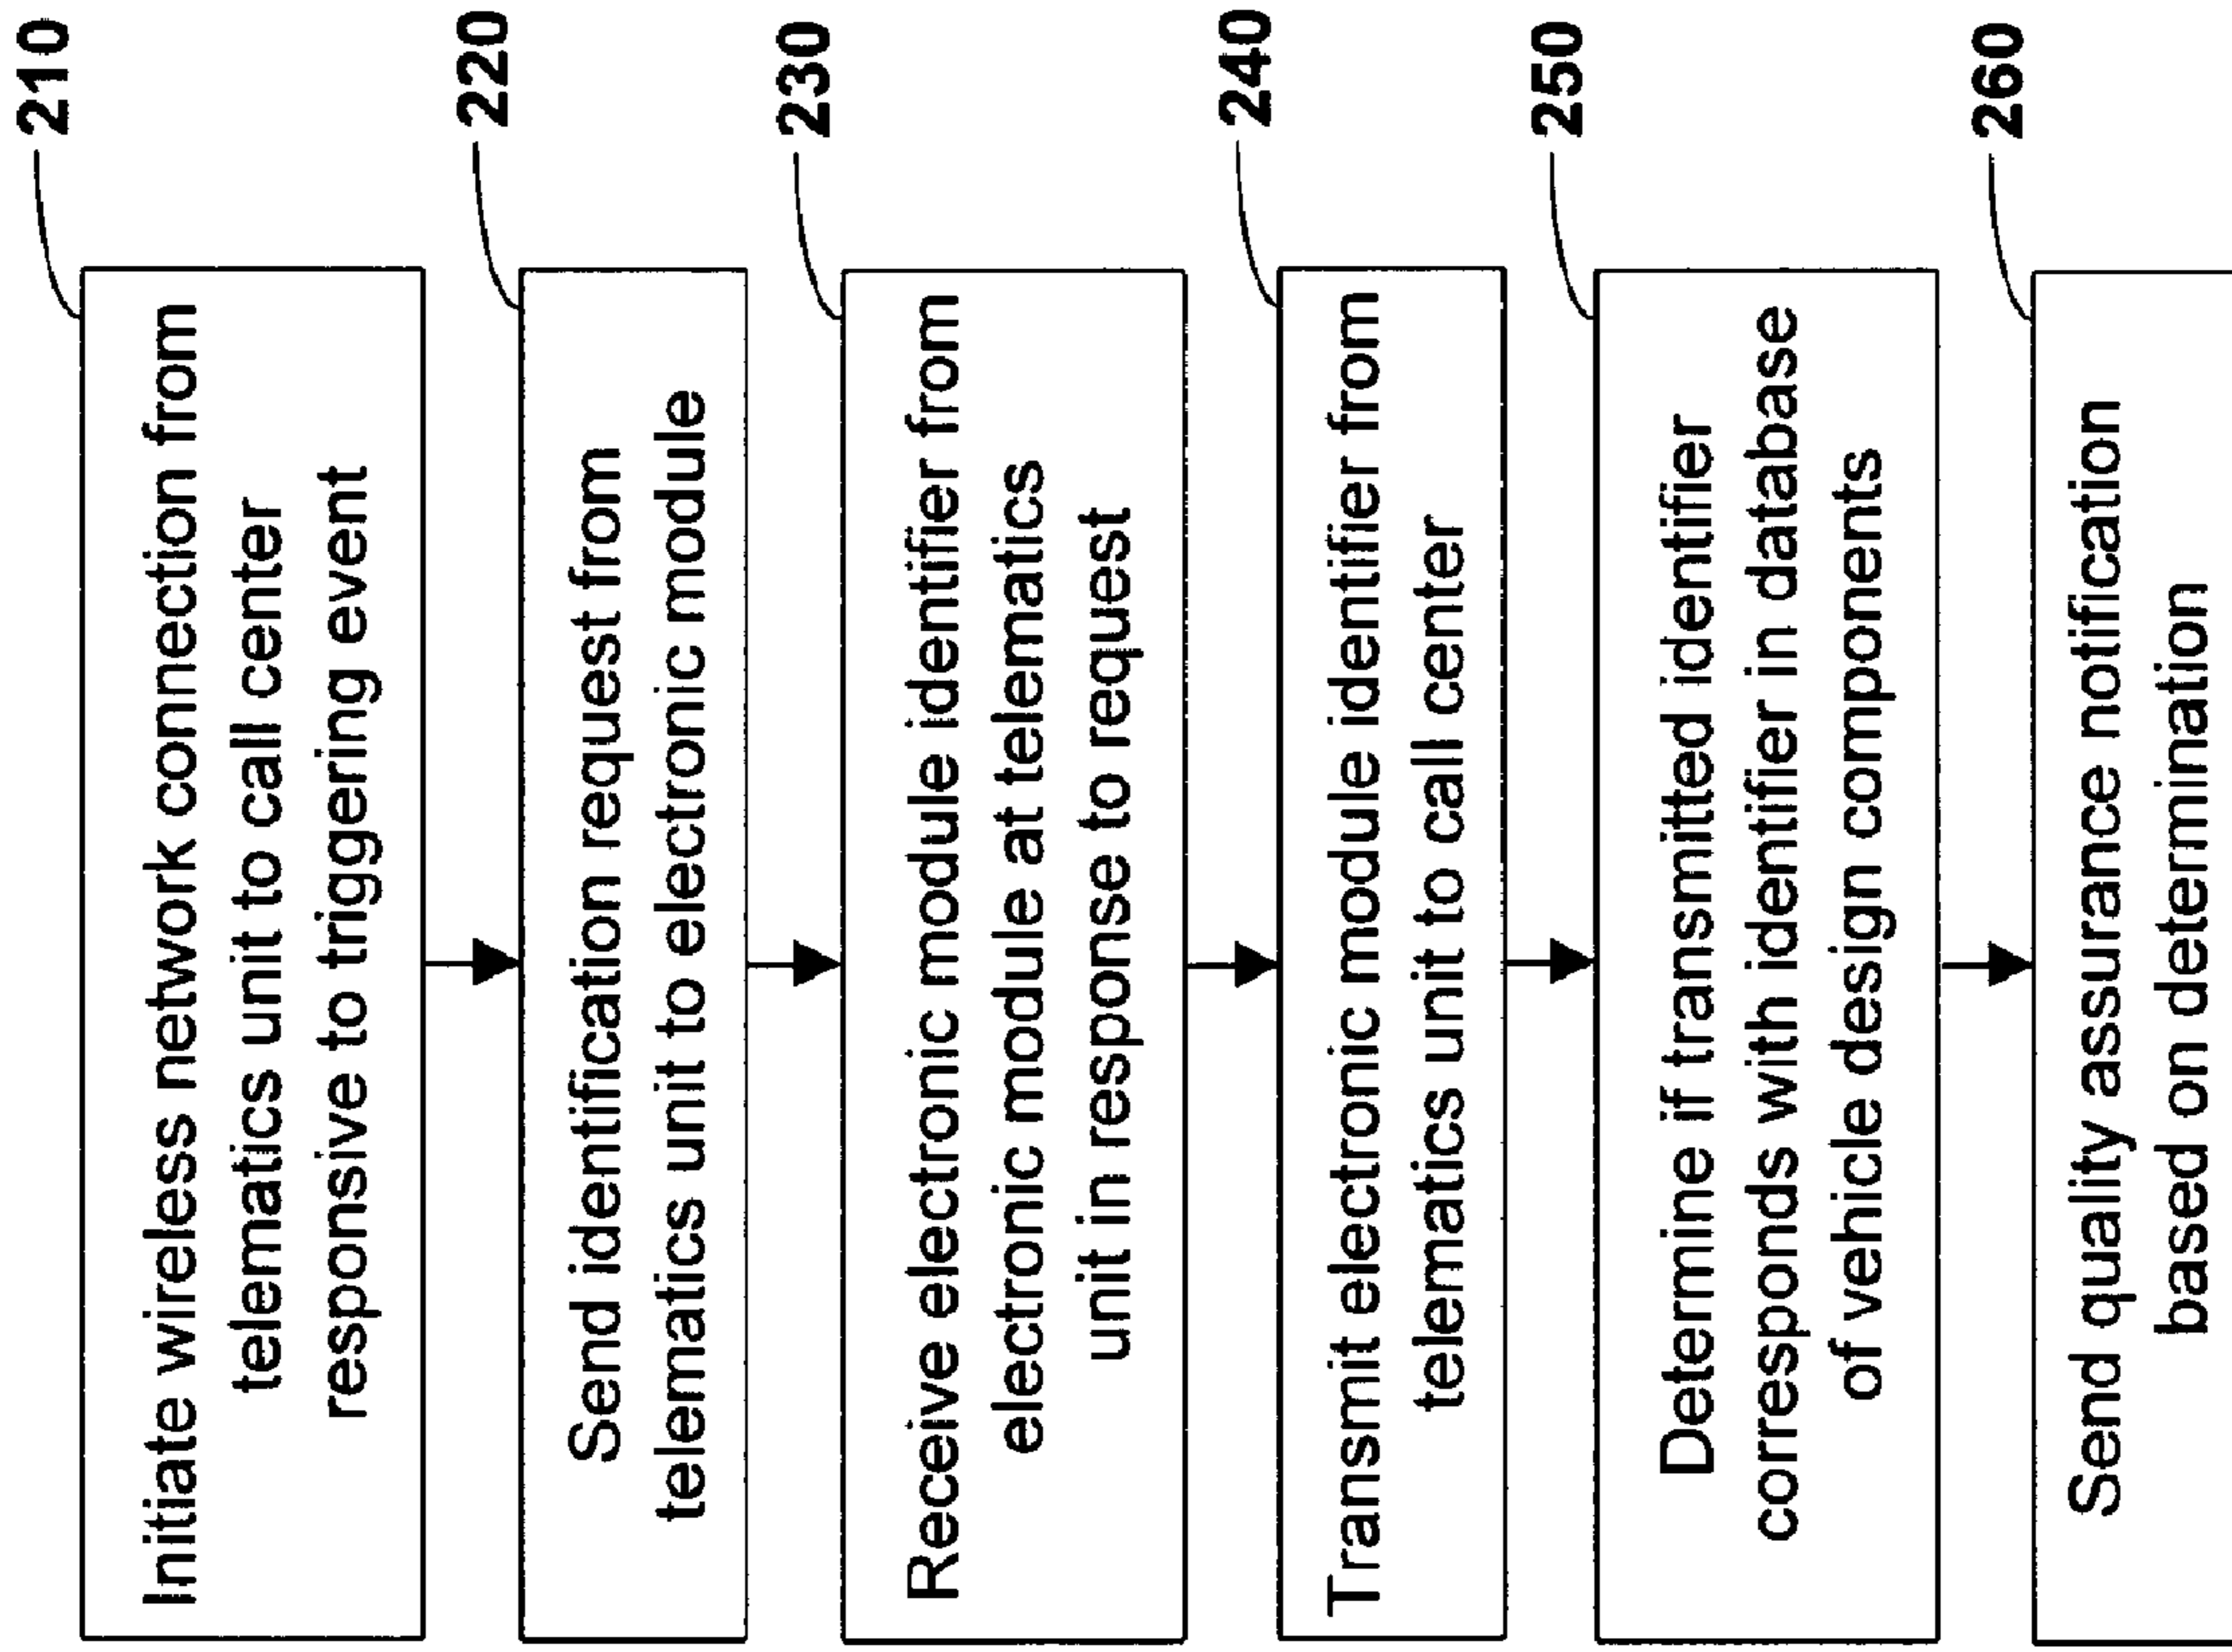 210
Initiate wireless network connection from
telematics unit to call center
responsive to triggering event
220
Send identification request from
telematics unit to electronic module
230
Receive electronic module identifier from
electronic module at telematics
unit in response to request
240
Transmit electronic module identifier from
telematics unit to call center
250
Determine if transmitted identifier
corresponds with identifier in database
of vehicle design components
260
Send quality assurance notification
based on determination